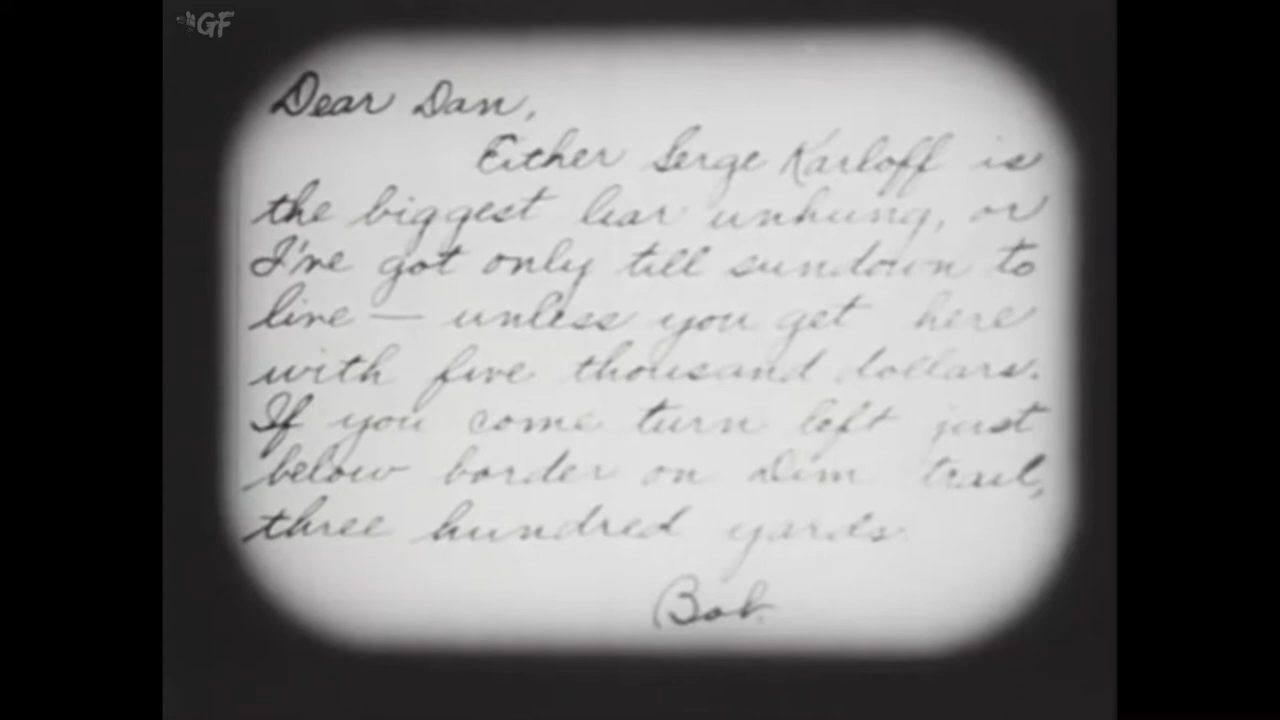 GF
Dear Dan,
Either Serge Karloff is
the biggest liar unhung, or
I've got only till sundown to
live — unless you get here
with five thousand dollars.
If you come turn left just
below border on dim trail,
three hundred yards.
Bob.